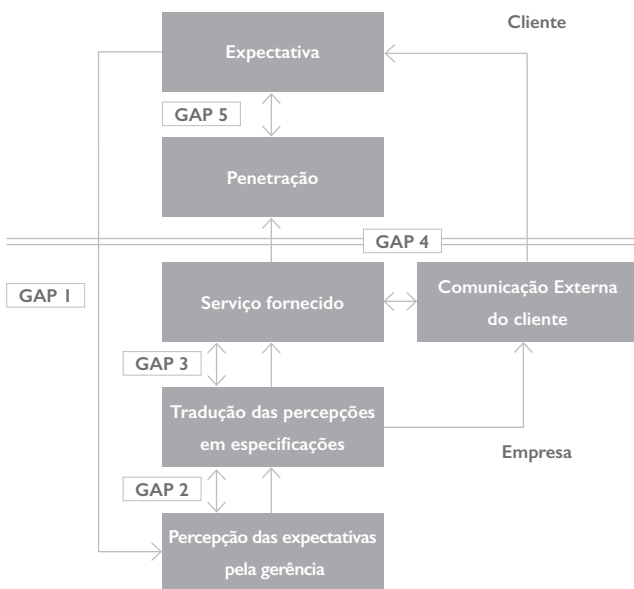 Cliente
Expectativa
GAP 5
Penetração
GAP 4
GAP 1
Serviço fornecido
Comunicação Externa
do cliente
GAP 3
Tradução das percepções
em especificações
Empresa
GAP 2
Percepção das expectativas
pela gerência